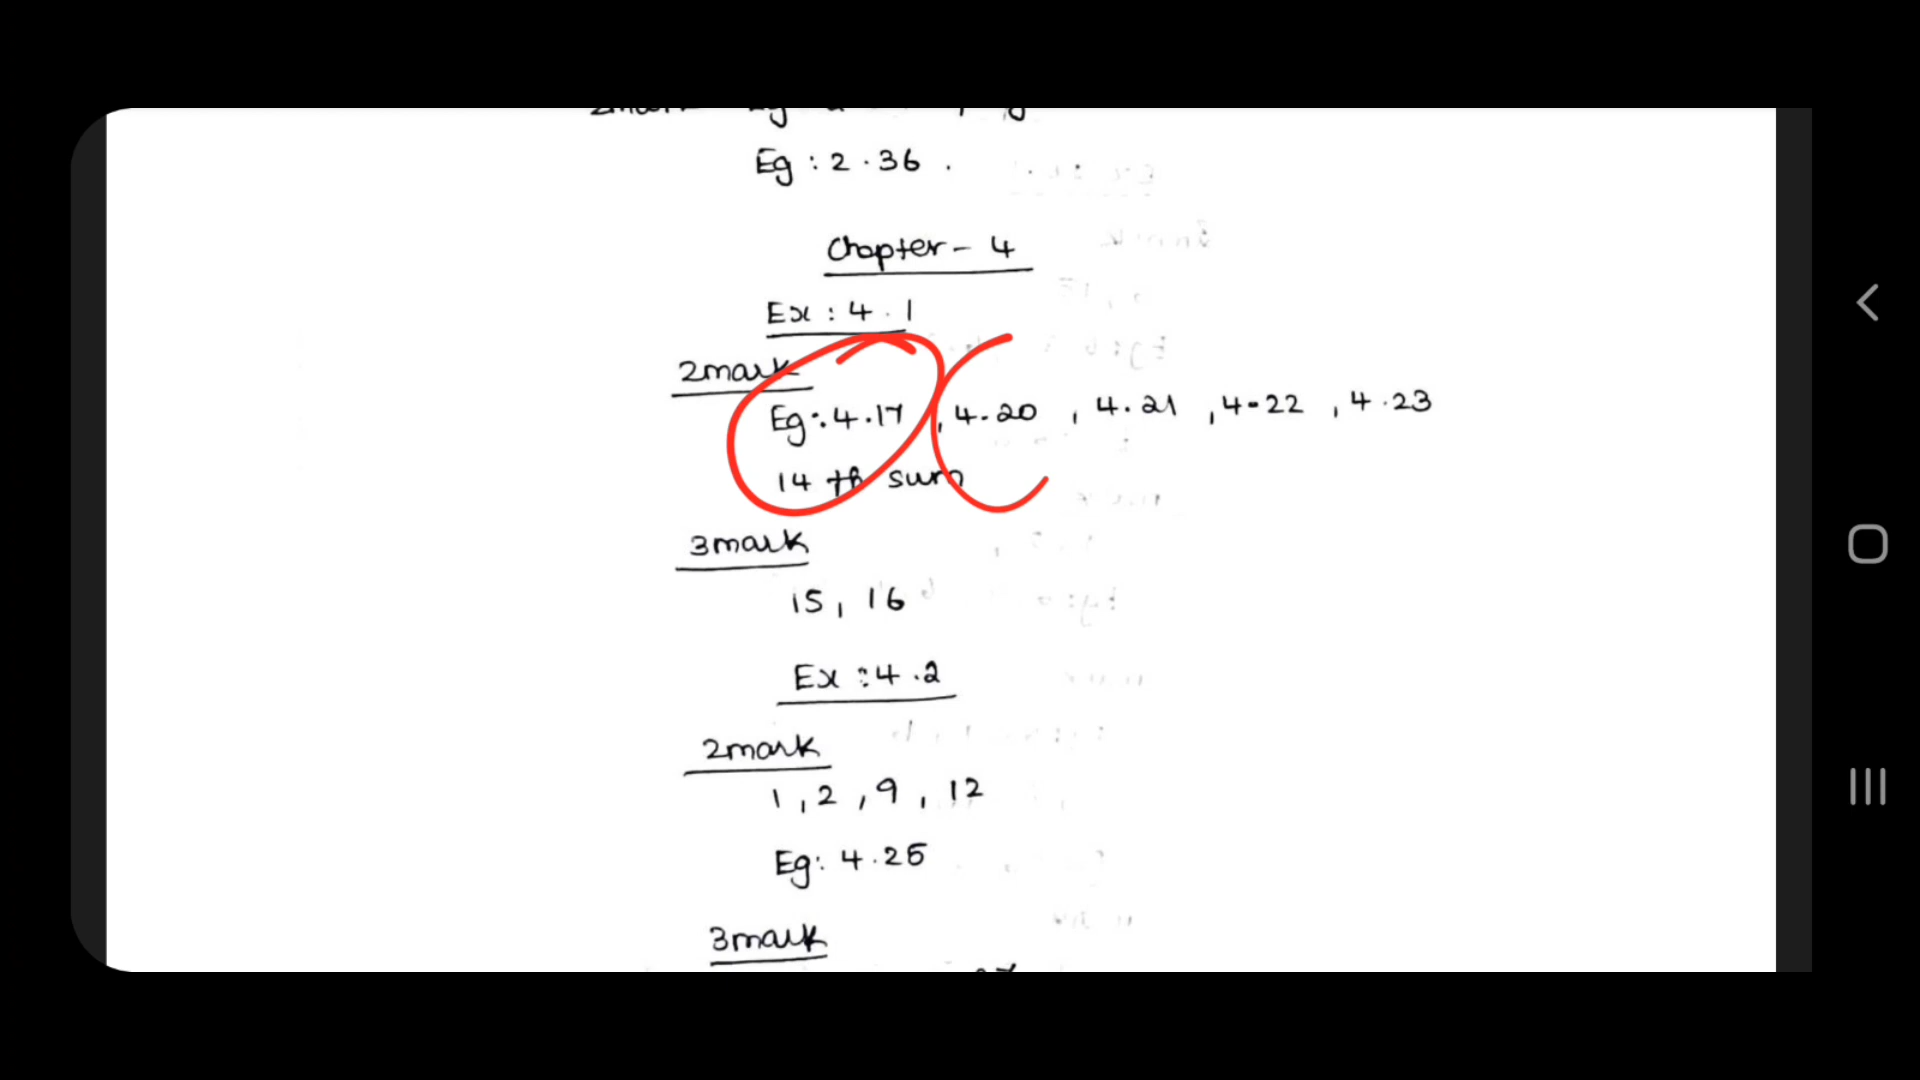 Eg : 2.36 .
Chapter - 4
Ex : 4.1
2mark
Eg : 4.17 , 4.20 , 4.21 , 4.22 , 4.23
14 th sum
3mark
15, 16
Ex : 4.2
2mark
1, 2, 9, 12
Eg: 4.25
3mark